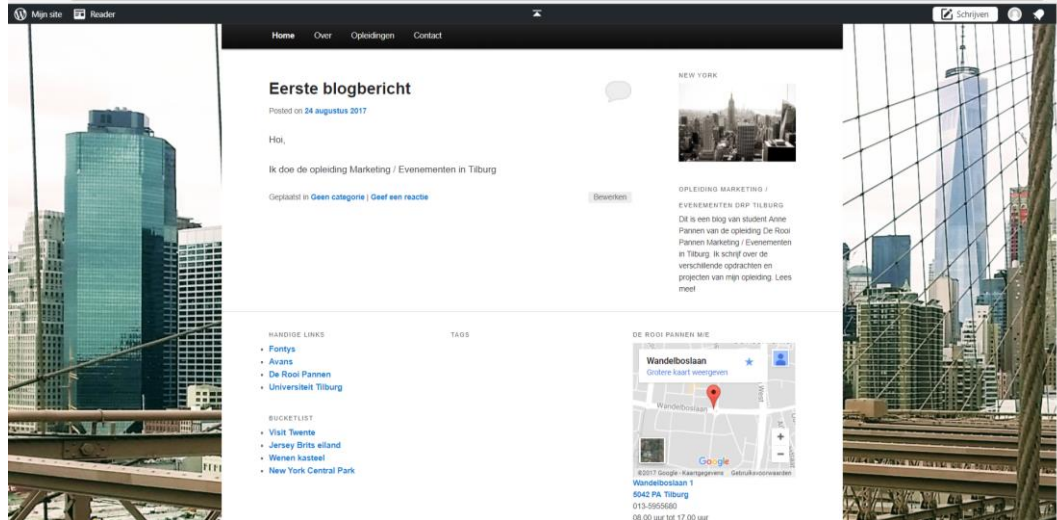 Mijn site Reader Schrijven
Home Over Opleidingen Contact
Eerste blogbericht
Posted on 24 augustus 2017
Hoi,
Ik doe de opleiding Marketing / Evenementen in Tilburg
Geplaatst in Geen categorie | Geef een reactie
Bewerken
NEW YORK
OPLEIDING MARKETING /
EVENEMENTEN DRP TILBURG
Dit is een blog van student Anne
Pannen van de opleiding De Rooi
Pannen Marketing / Evenementen
in Tilburg. Ik schrijf over de
verschillende opdrachten en
projecten van mijn opleiding. Lees
mee!
HANDIGE LINKS
Fontys
Avans
De Rooi Pannen
Universiteit Tilburg
BUCKETLIST
Visit Twente
Jersey Brits eiland
Wenen kasteel
New York Central Park
TAGS
DE ROOI PANNEN M/E
Wandelboslaan
Grotere kaart weergeven
Wandelboslaan
West
Google
©2017 Google - Kaartgegevens Gebruiksvoorwaarden
Wandelboslaan 1
5042 PA Tilburg
013-5955680
08.00 uur tot 17.00 uur